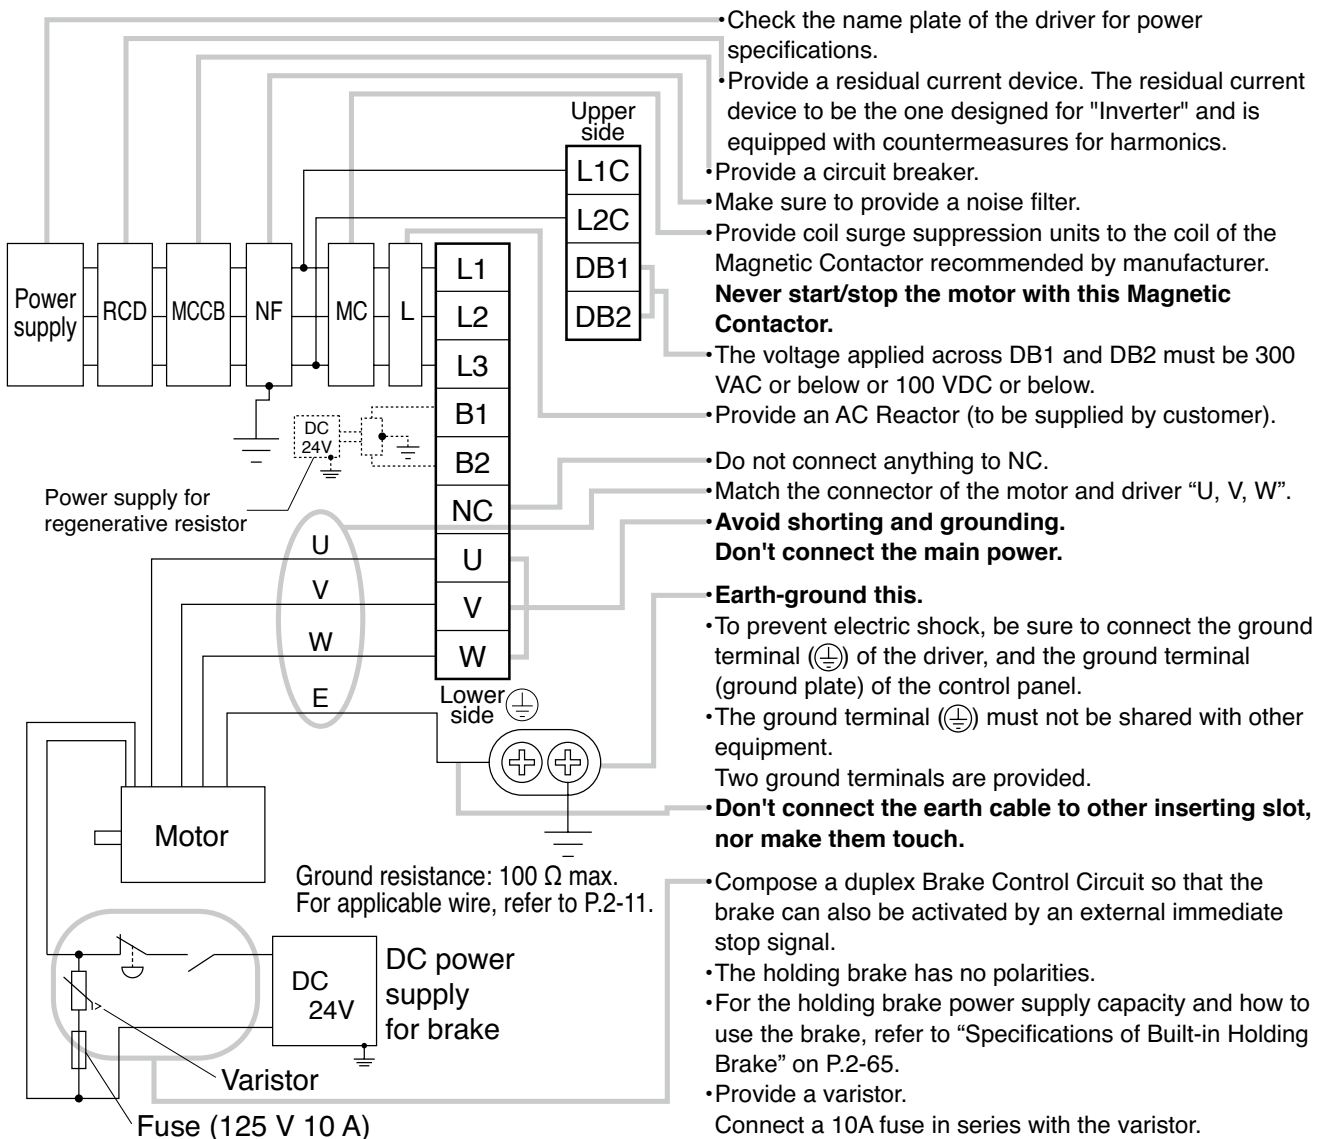 ·Check the name plate of the driver for power
specifications.
·Provide a residual current device. The residual current
device to be the one designed for "Inverter" and is
equipped with countermeasures for harmonics.
·Provide a circuit breaker.
·Make sure to provide a noise filter.
·Provide coil surge suppression units to the coil of the
Magnetic Contactor recommended by manufacturer.
Never start/stop the motor with this Magnetic
Contactor.
·The voltage applied across DB1 and DB2 must be 300
VAC or below or 100 VDC or below.
·Provide an AC Reactor (to be supplied by customer).
·Do not connect anything to NC.
·Match the connector of the motor and driver “U, V, W”.
·Avoid shorting and grounding.
Don't connect the main power.
·Earth-ground this.
·To prevent electric shock, be sure to connect the ground
terminal (⏚) of the driver, and the ground terminal
(ground plate) of the control panel.
·The ground terminal (⏚) must not be shared with other
equipment.
Two ground terminals are provided.
·Don't connect the earth cable to other inserting slot,
nor make them touch.
·Compose a duplex Brake Control Circuit so that the
brake can also be activated by an external immediate
stop signal.
·The holding brake has no polarities.
·For the holding brake power supply capacity and how to
use the brake, refer to “Specifications of Built-in Holding
Brake” on P.2-65.
·Provide a varistor.
Connect a 10A fuse in series with the varistor.
Upper
side
L1C
L2C
DB1
DB2
Power
supply
RCD
MCCB
NF
MC
L
L1
L2
L3
B1
B2
NC
U
V
W
Lower
side
DC
24V
Power supply for
regenerative resistor
U
V
W
E
Motor
Ground resistance: 100 Ω max.
For applicable wire, refer to P.2-11.
DC
24V
DC power
supply
for brake
Varistor
Fuse (125 V 10 A)